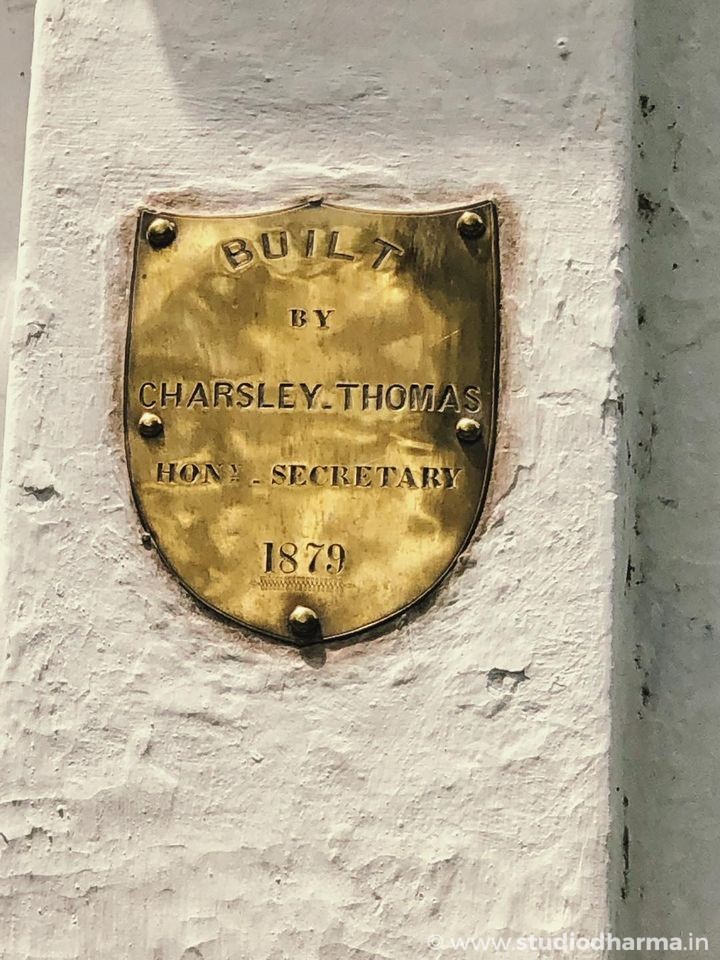 BUILT
BY
CHARSLEY-THOMAS
HONY - SECRETARY
1879
© www.studiodharma.in